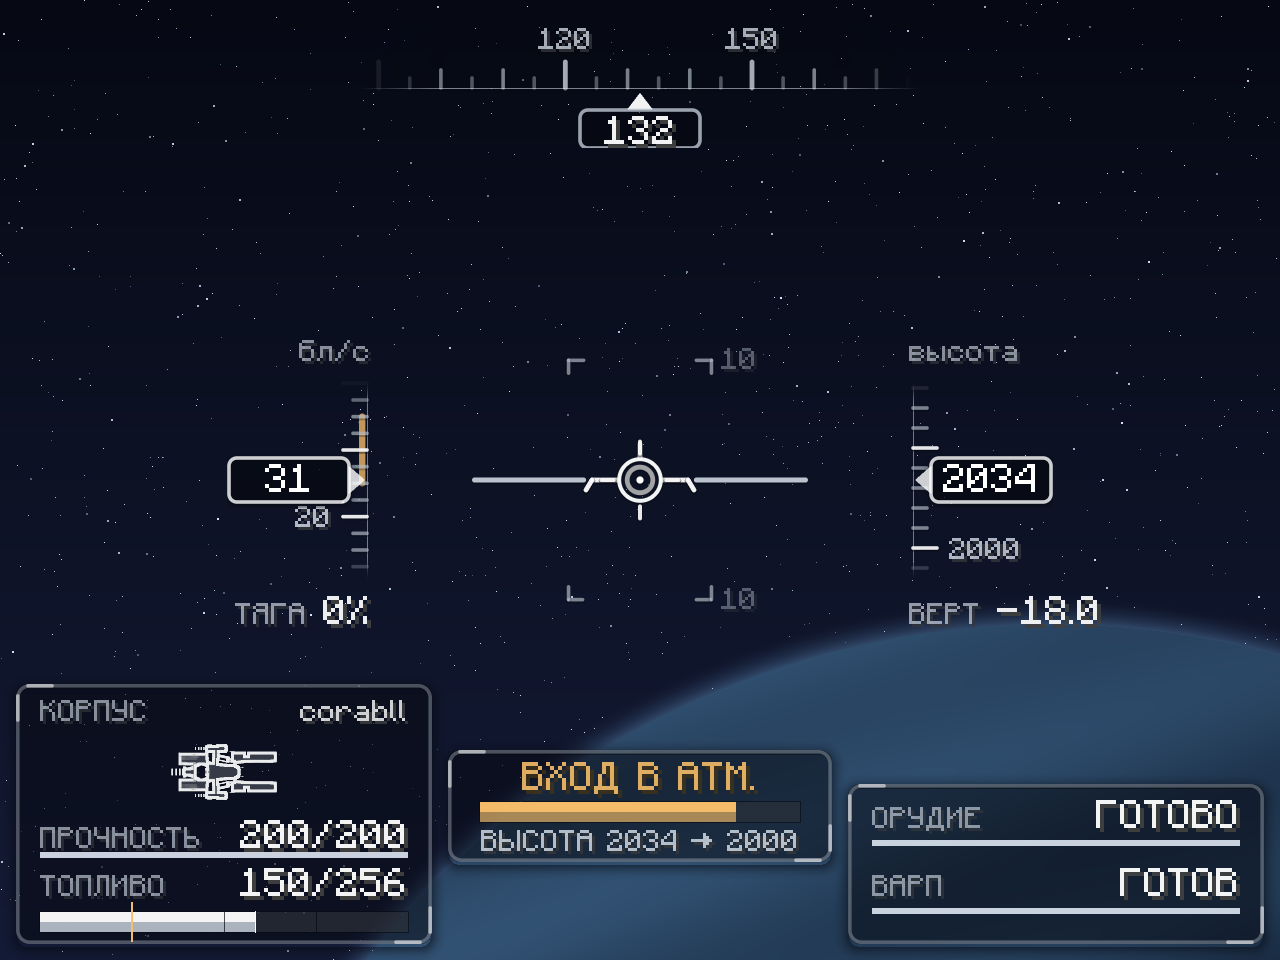 120 150
132
бл/с
10
высота
31
2034
20
2000
ТАГА 0%
10
ВЕРТ -18.0
КОРПУС corabll
ПРОЧНОСТЬ 200/200
ТОПЛИВО 150/256
ВХОД В АТМ.
ВЫСОТА 2034 → 2000
ОРУДИЕ ГОТОВО
ВАРП ГОТОВ